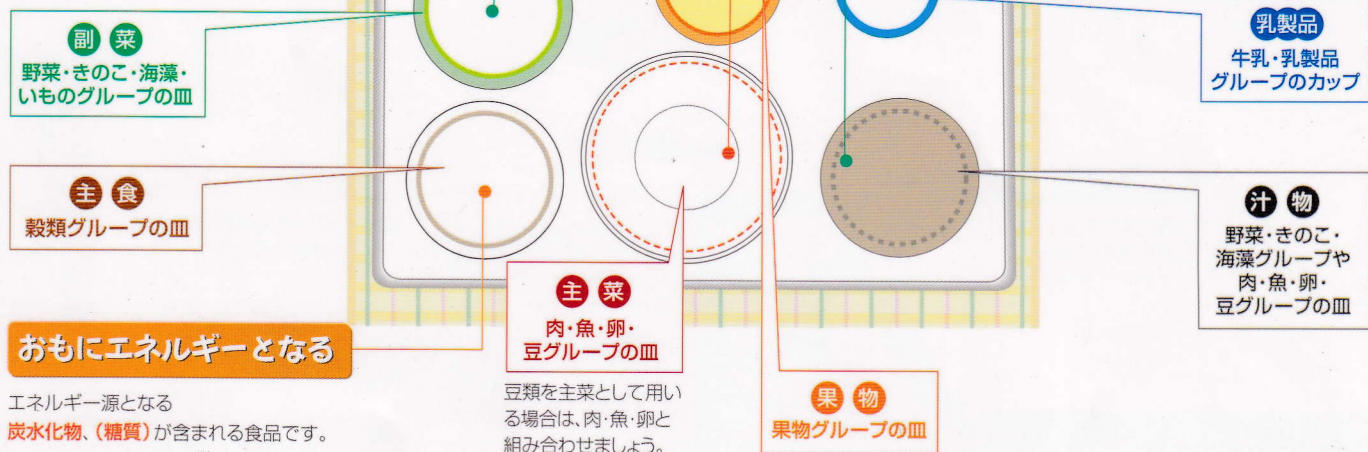 副菜
野菜・きのこ・海藻・
いものグループの皿
乳製品
牛乳・乳製品
グループのカップ
主食
穀類グループの皿
汁物
野菜・きのこ・
海藻グループや
肉・魚・卵・
豆グループの皿
主菜
肉・魚・卵・
豆グループの皿
豆類を主菜として用い
る場合は、肉・魚・卵と
組み合わせましょう。
おもにエネルギーとなる
エネルギー源となる
炭水化物、(糖質)が含まれる食品です。
果物
果物グループの皿